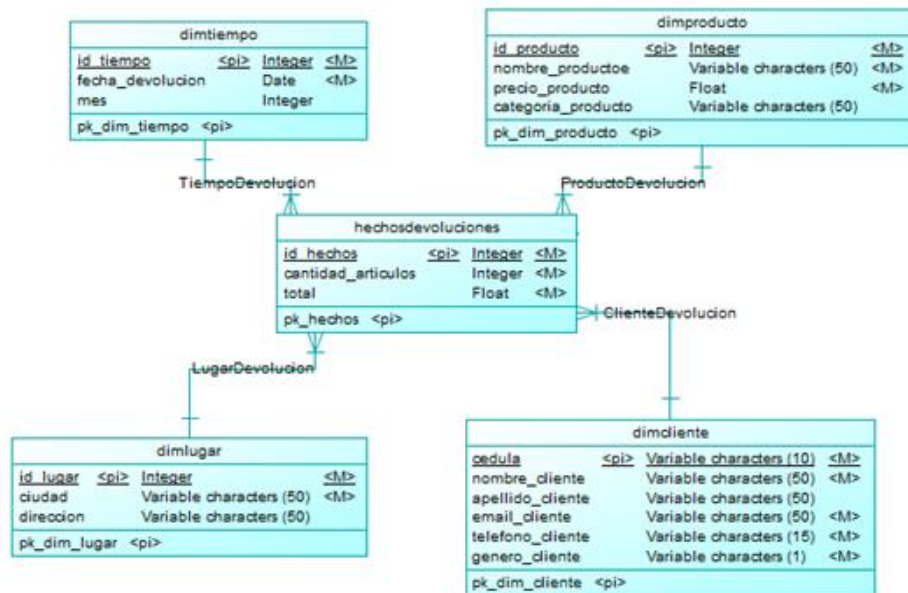 dimtiempo
id_tiempo <pi> Integer <M>
fecha_devolucion Date <M>
mes Integer
pk_dim_tiempo <pi>
dimproducto
id_producto <pi> Integer <M>
nombre_productoe Variable characters (50) <M>
precio_producto Float <M>
categoria_producto Variable characters (50)
pk_dim_producto <pi>
TiempoDevolucion
ProductoDevolucion
hechosdevoluciones
id_hechos <pi> Integer <M>
cantidad_articulos Integer <M>
total Float <M>
pk_hechos <pi>
ClienteDevolucion
LugarDevolucion
dimlugar
id_lugar <pi> Integer <M>
ciudad Variable characters (50) <M>
direccion Variable characters (50)
pk_dim_lugar <pi>
dimcliente
cedula <pi> Variable characters (10) <M>
nombre_cliente Variable characters (50) <M>
apellido_cliente Variable characters (50)
email_cliente Variable characters (50) <M>
telefono_cliente Variable characters (15) <M>
genero_cliente Variable characters (1) <M>
pk_dim_cliente <pi>